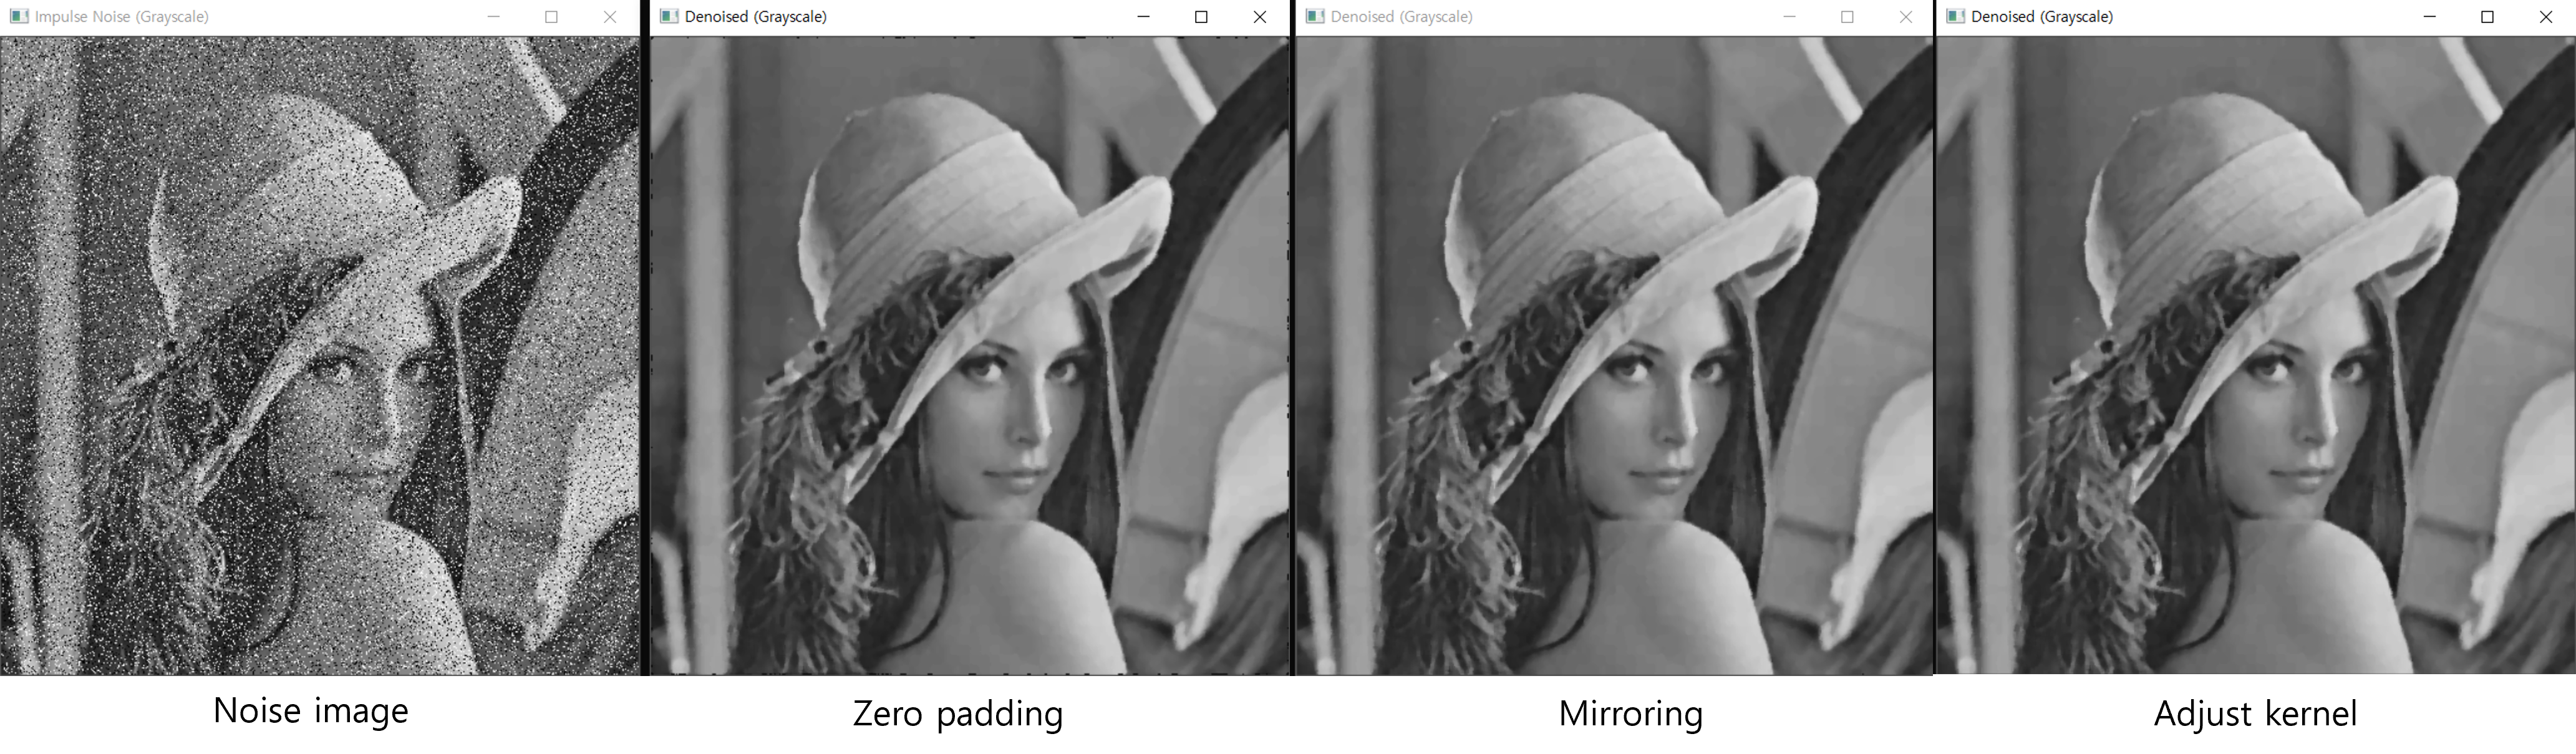 Impulse Noise (Grayscale)
Denoised (Grayscale)
Denoised (Grayscale)
Denoised (Grayscale)
Noise image
Zero padding
Mirroring
Adjust kernel